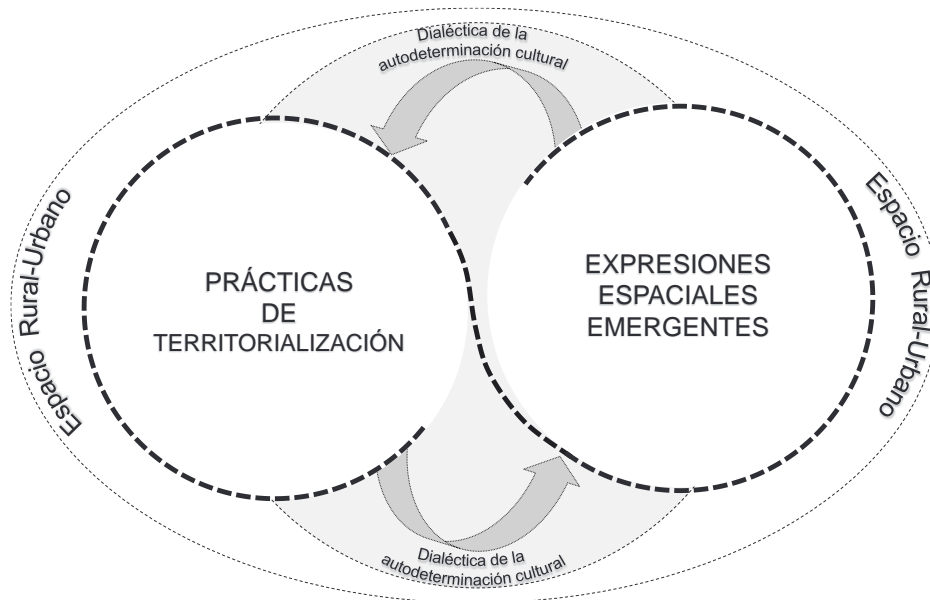 Dialéctica de la
autodeterminación cultural
Espacio Rural-Urbano
PRÁCTICAS
DE
TERRITORIALIZACIÓN
EXPRESIONES
ESPACIALES
EMERGENTES
Espacio Rural-Urbano
Dialéctica de la
autodeterminación cultural